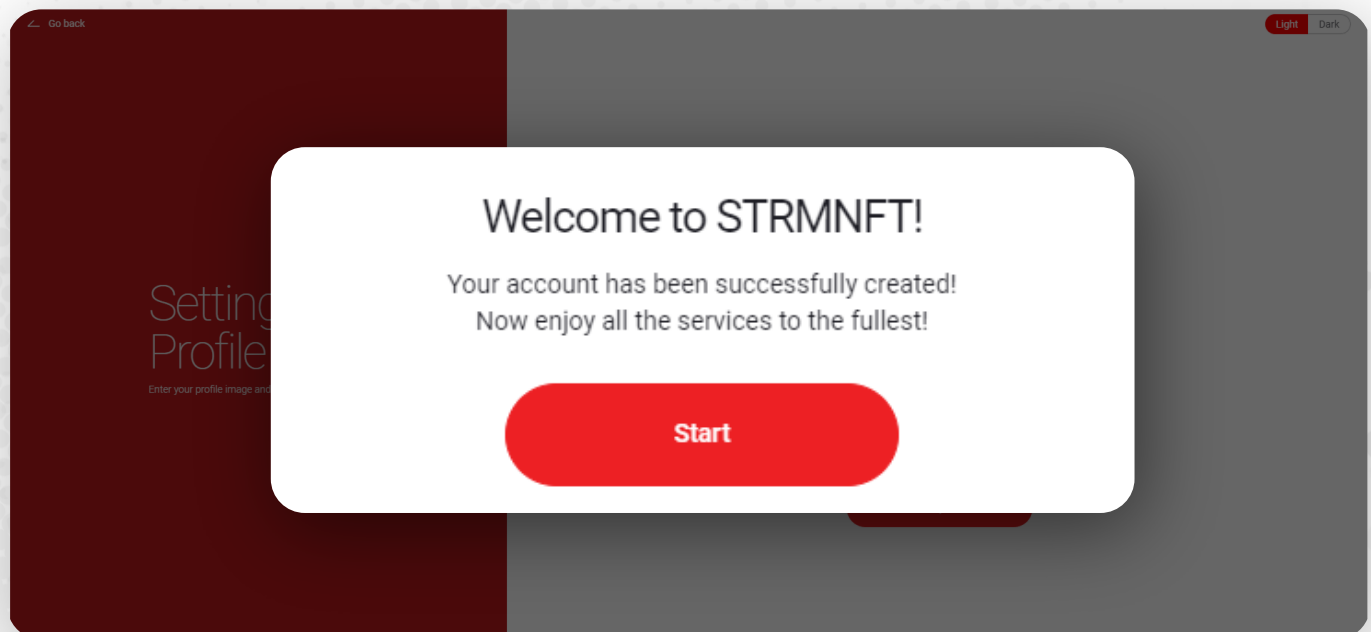 Go back
Light
Dark
Welcome to STRMNFT!
Your account has been successfully created!
Now enjoy all the services to the fullest!
Setting
Profile
Enter your profile image and
Start